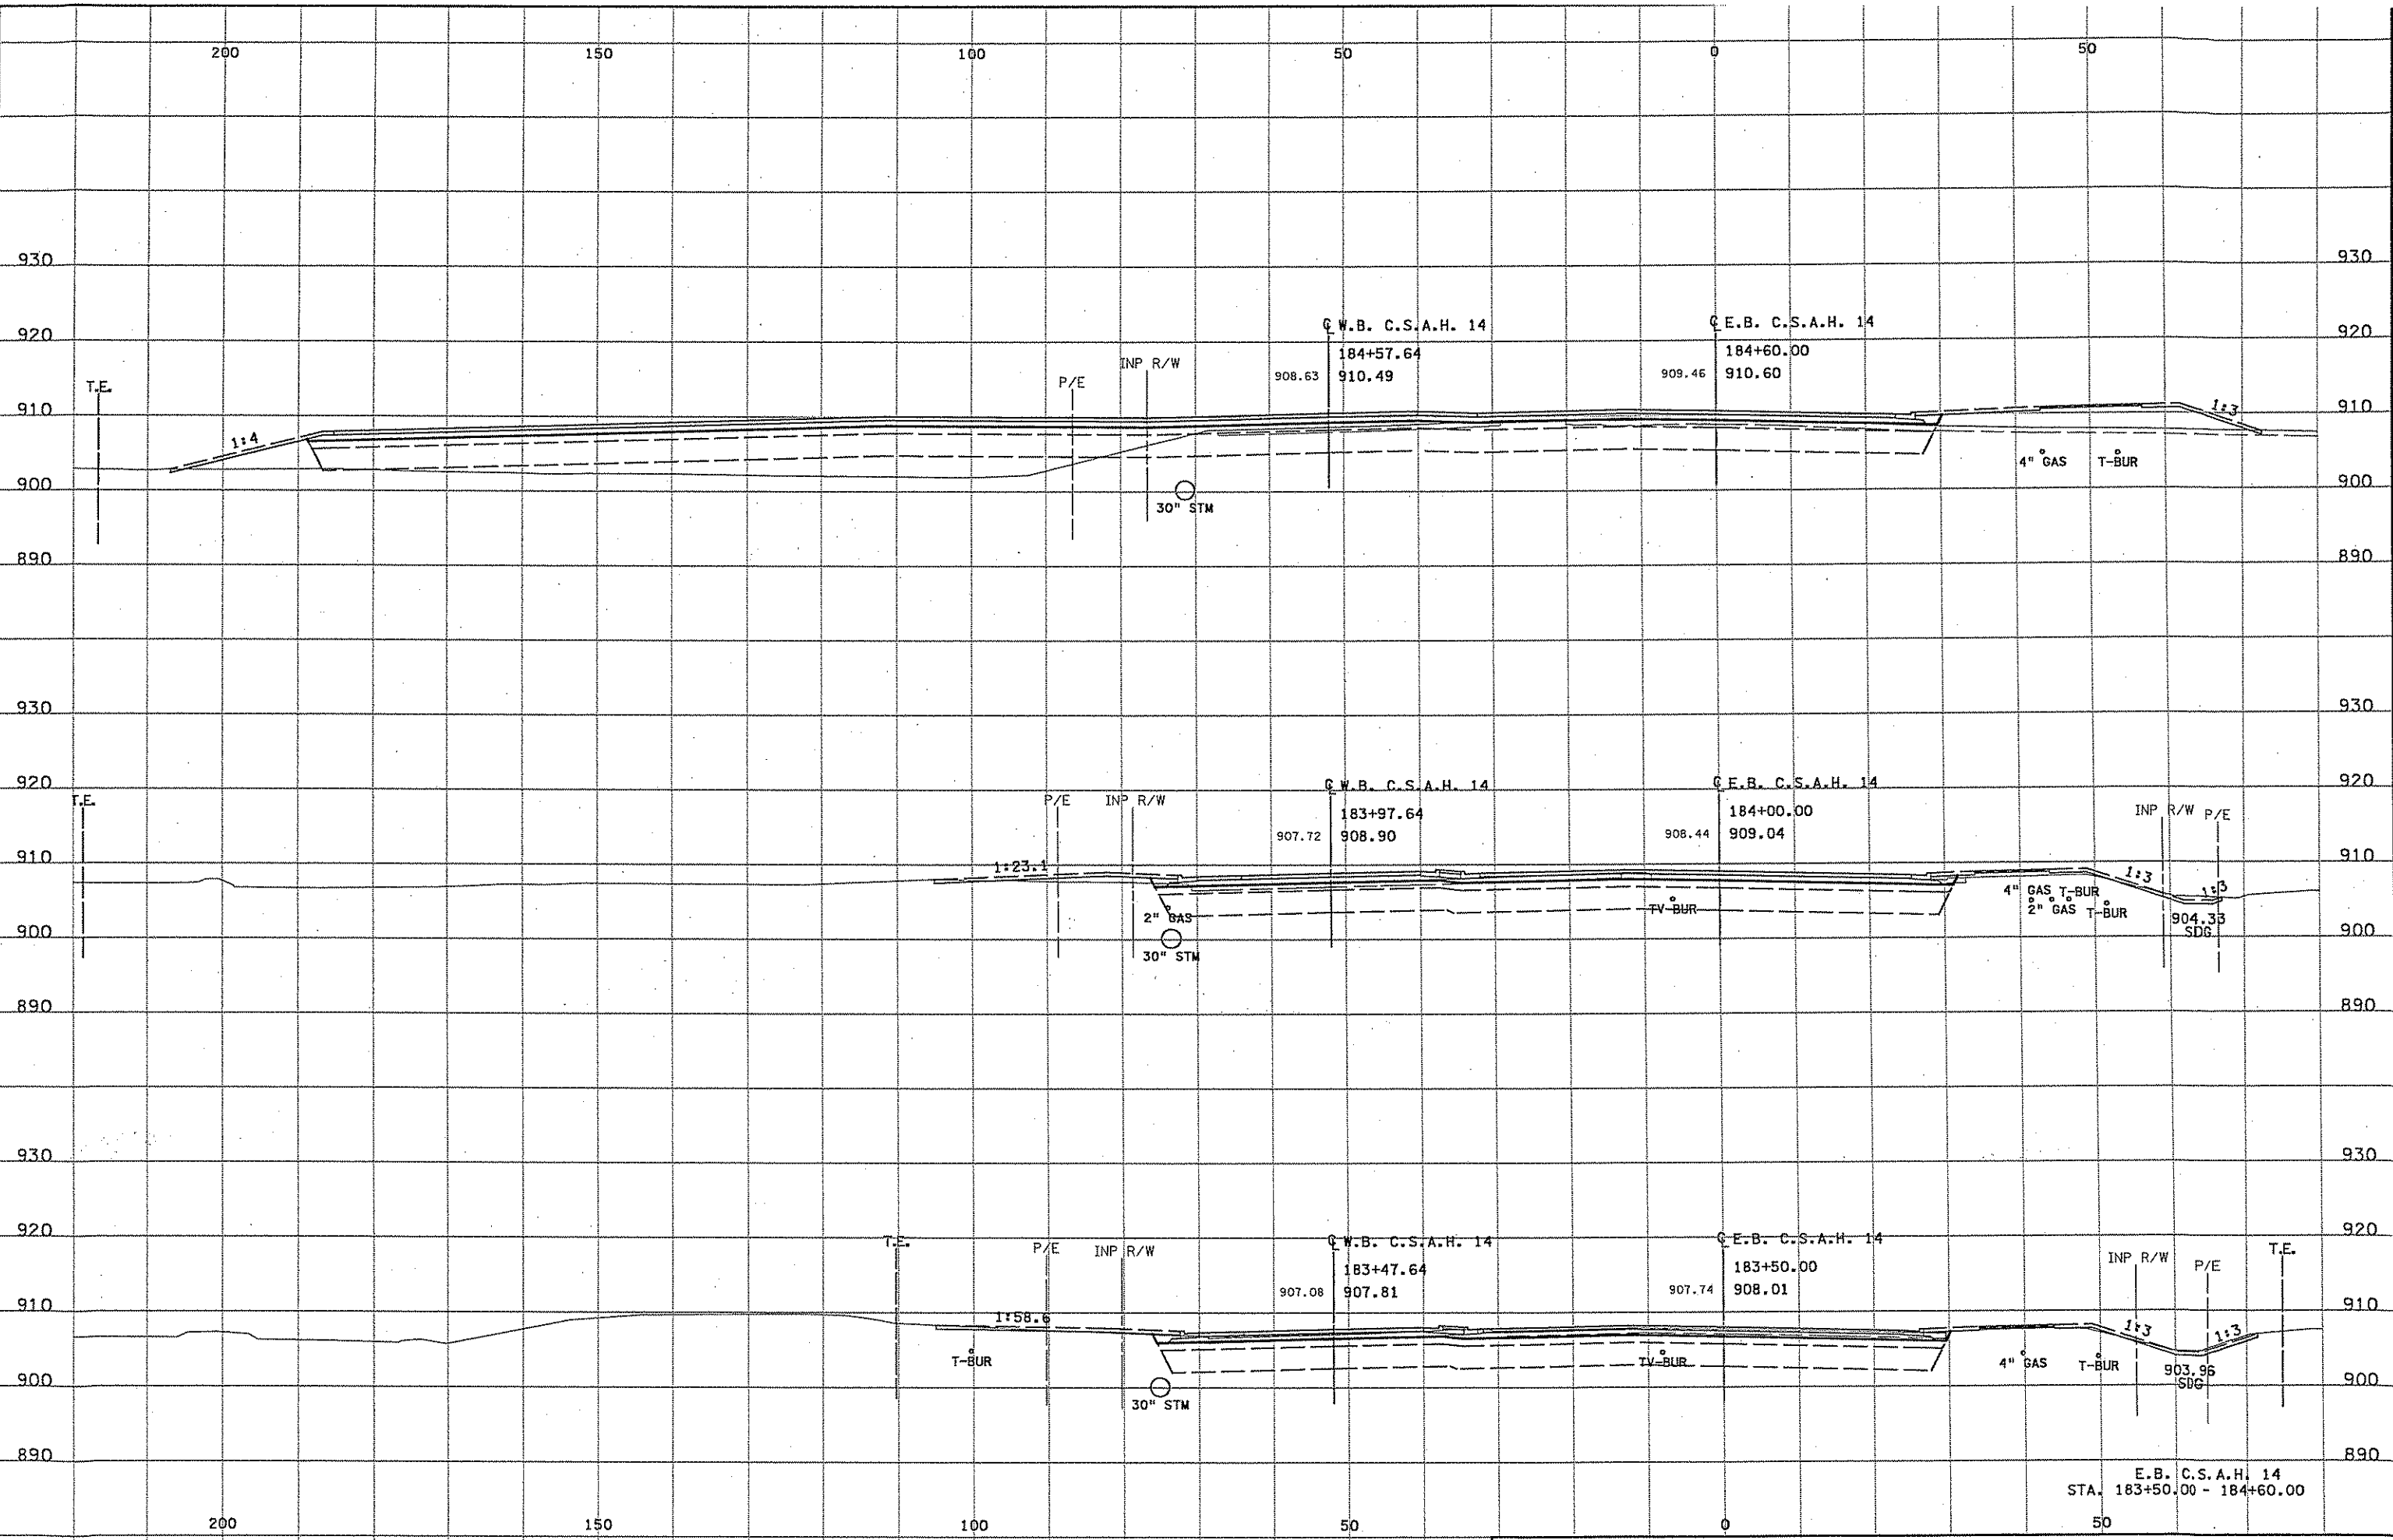 200 150 100 50 0 50
930 930
920 ℄ W.B. C.S.A.H. 14 ℄ E.B. C.S.A.H. 14 920
184+57.64 184+60.00
INP R/W
P/E 908.63 910.49 909.46 910.60
T.E.
910 1:3 910
1:4
4" GAS T-BUR
900 900
30" STM
890 890
930 930
920 ℄ W.B. C.S.A.H. 14 ℄ E.B. C.S.A.H. 14 920
T.E. P/E INP R/W INP R/W P/E
183+97.64 184+00.00
907.72 908.90 908.44 909.04
910 1:23.1 910
1:3 1:3
4" GAS T-BUR
2" GAS TV-BUR 2" GAS T-BUR
904.33
SDG
900 900
30" STM
890 890
930 930
920 920
T.E. P/E INP R/W ℄ W.B. C.S.A.H. 14 ℄ E.B. C.S.A.H. 14 INP R/W P/E T.E.
183+47.64 183+50.00
907.08 907.81 907.74 908.01
910 910
1:58.6 1:3 1:3
T-BUR TV-BUR 4" GAS T-BUR
903.96
SDG
900 900
30" STM
890 890
E.B. C.S.A.H. 14
STA. 183+50.00 - 184+60.00
200 150 100 50 0 50